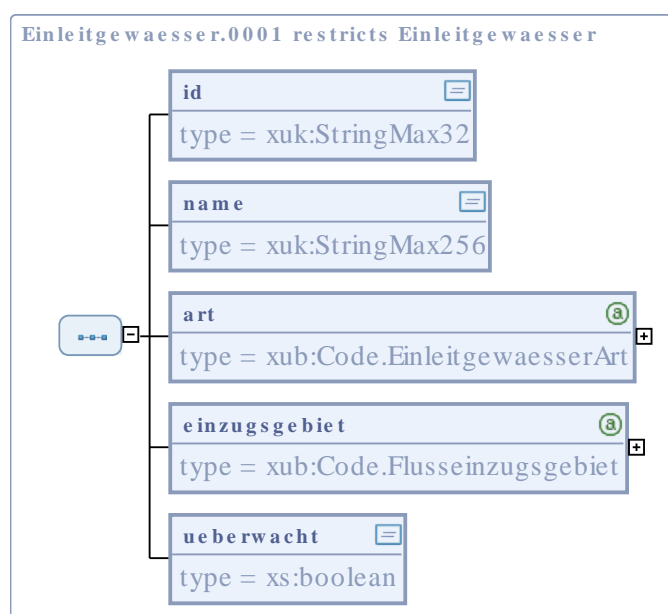 Einleitgewaesser.0001 restricts Einleitgewaesser
id
type = xuk:StringMax32
name
type = xuk:StringMax256
art
a
type = xub:Code.EinleitgewaesserArt
einzugsgebiet
a
type = xub:Code.Flusseinzugsgebiet
ueberwacht
type = xs:boolean